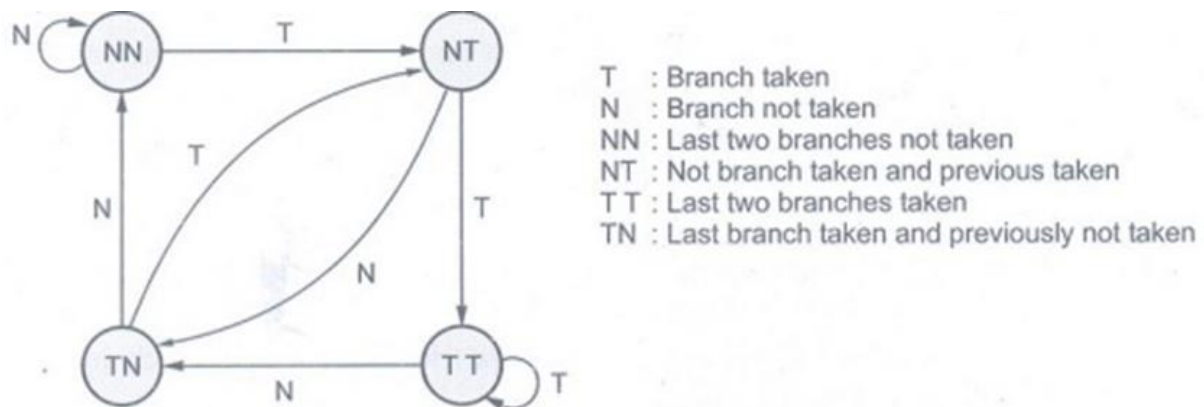 N
NN
T
NT
T
N
T
N
TN
N
T T
T
T : Branch taken
N : Branch not taken
NN : Last two branches not taken
NT : Not branch taken and previous taken
T T : Last two branches taken
TN : Last branch taken and previously not taken